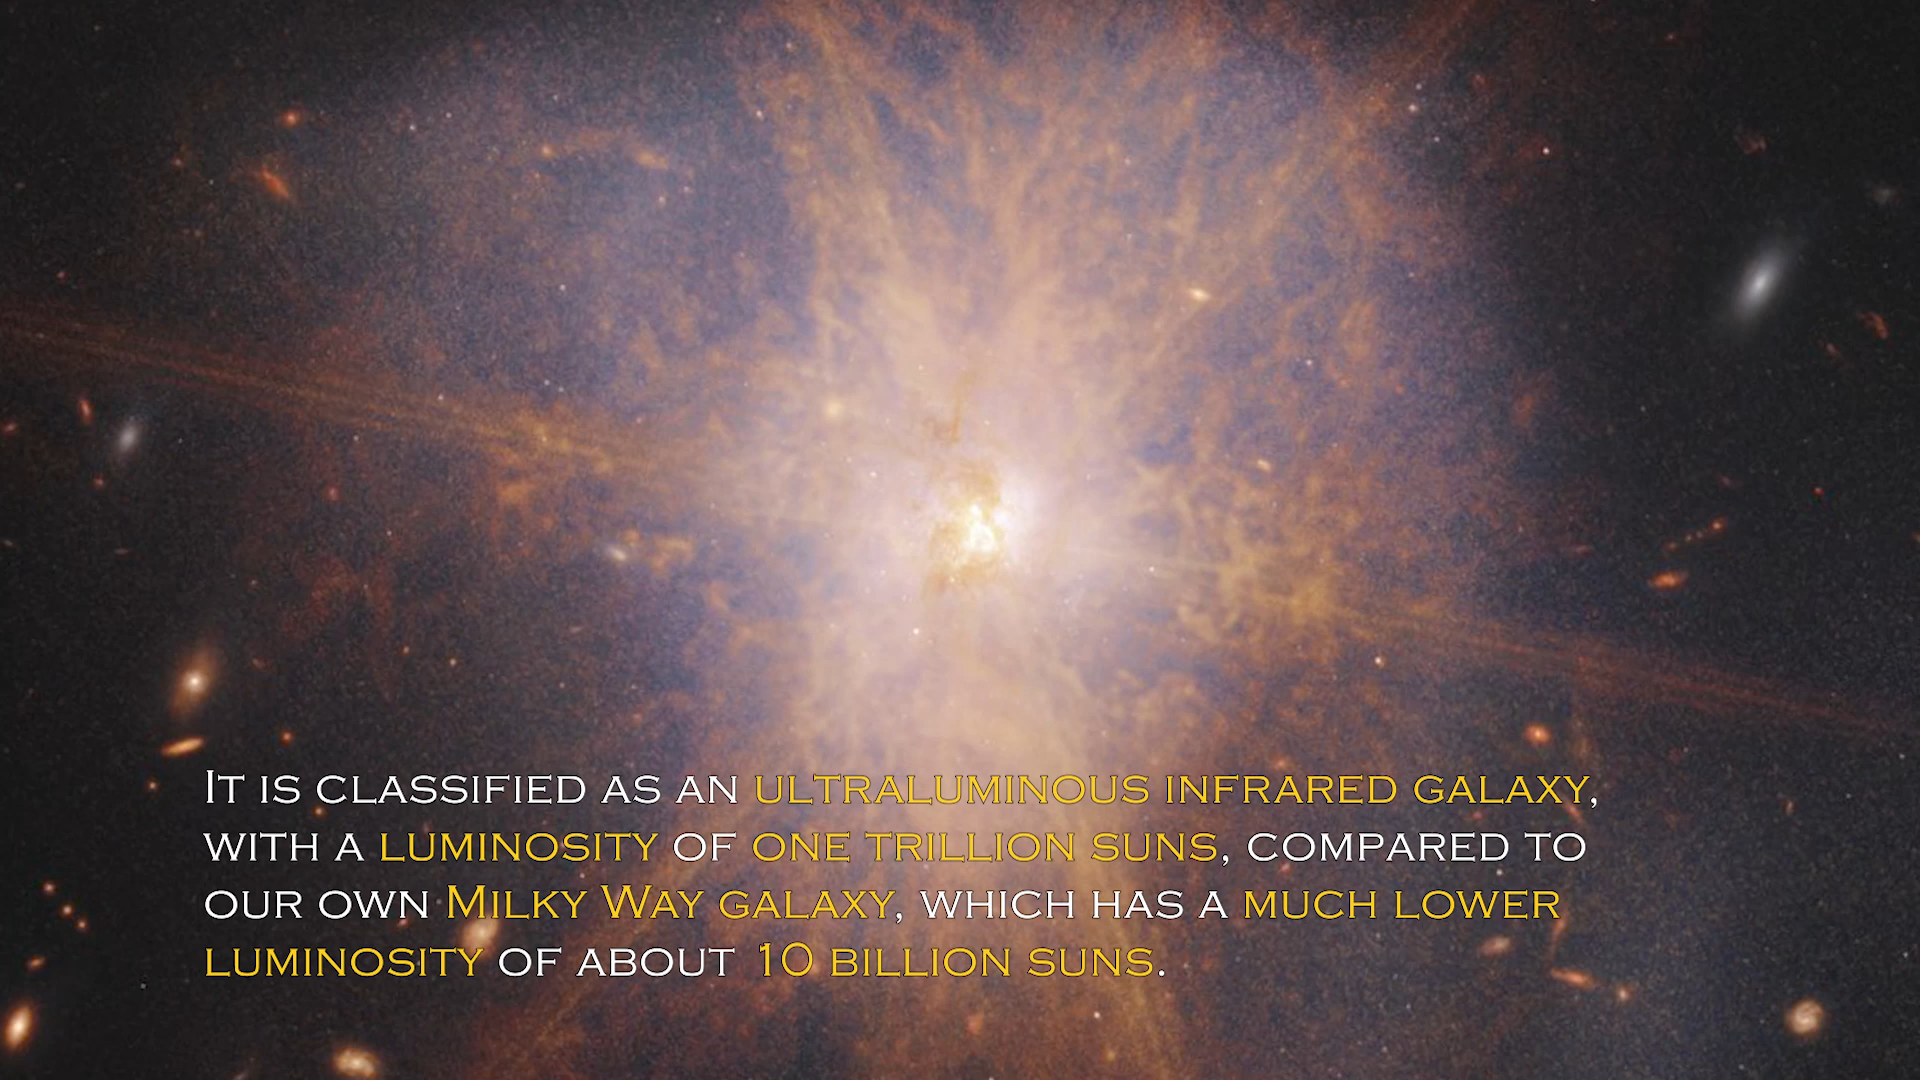 It is classified as an ultraluminous infrared galaxy,
with a luminosity of one trillion suns, compared to
our own Milky Way galaxy, which has a much lower
luminosity of about 10 billion suns.